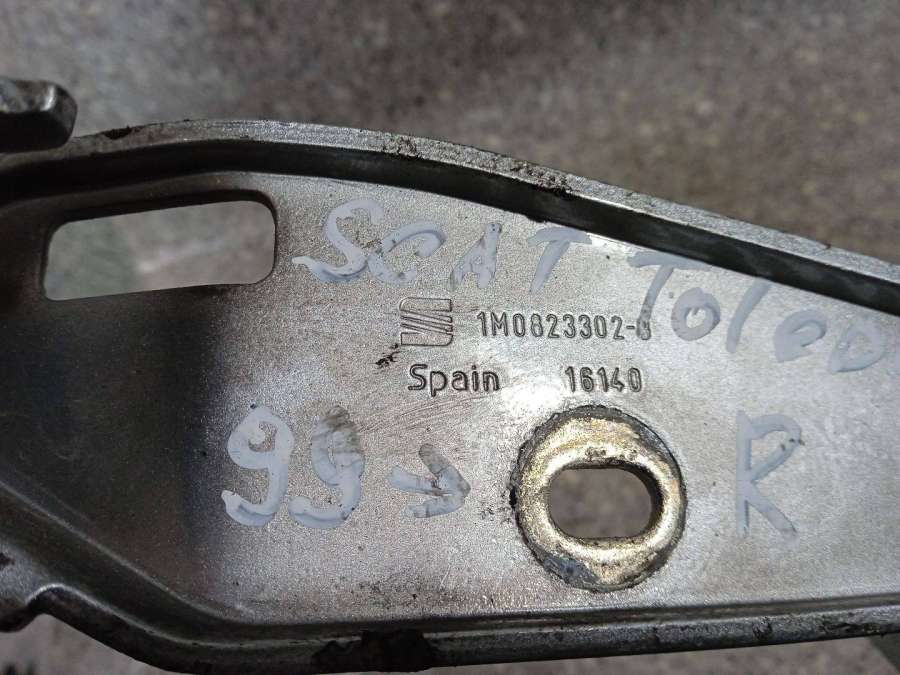 SEAT Toledo
1M0823302-B
Spain 16140
99-> R